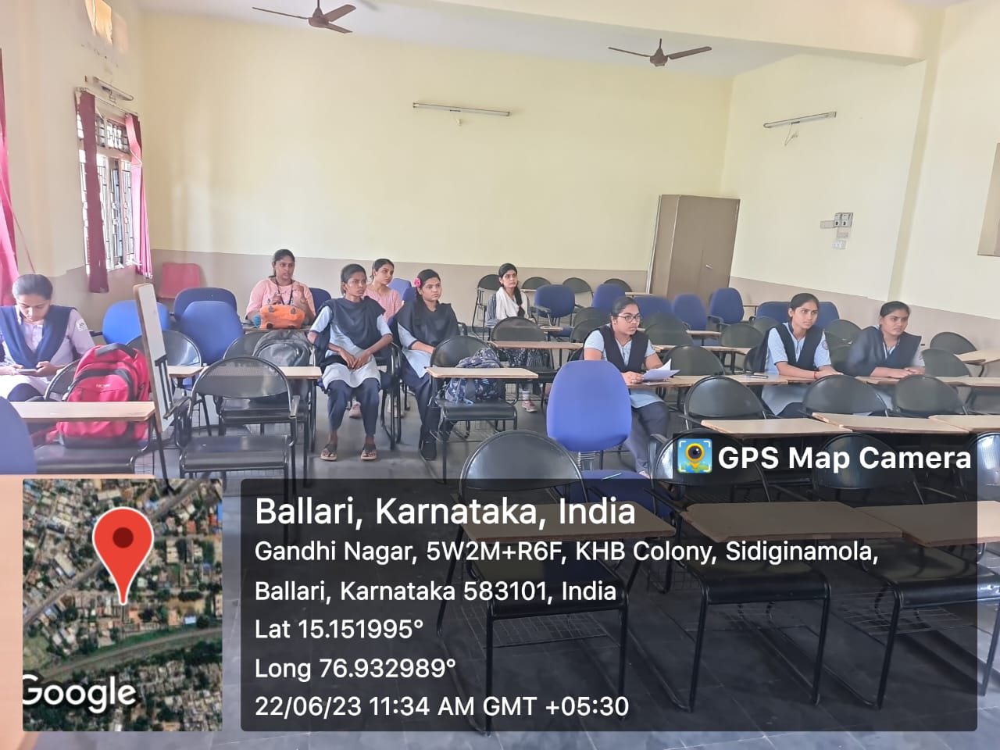 GPS Map Camera
Ballari, Karnataka, India
Gandhi Nagar, 5W2M+R6F, KHB Colony, Sidiginamola,
Ballari, Karnataka 583101, India
Lat 15.151995°
Long 76.932989°
22/06/23 11:34 AM GMT +05:30
Google